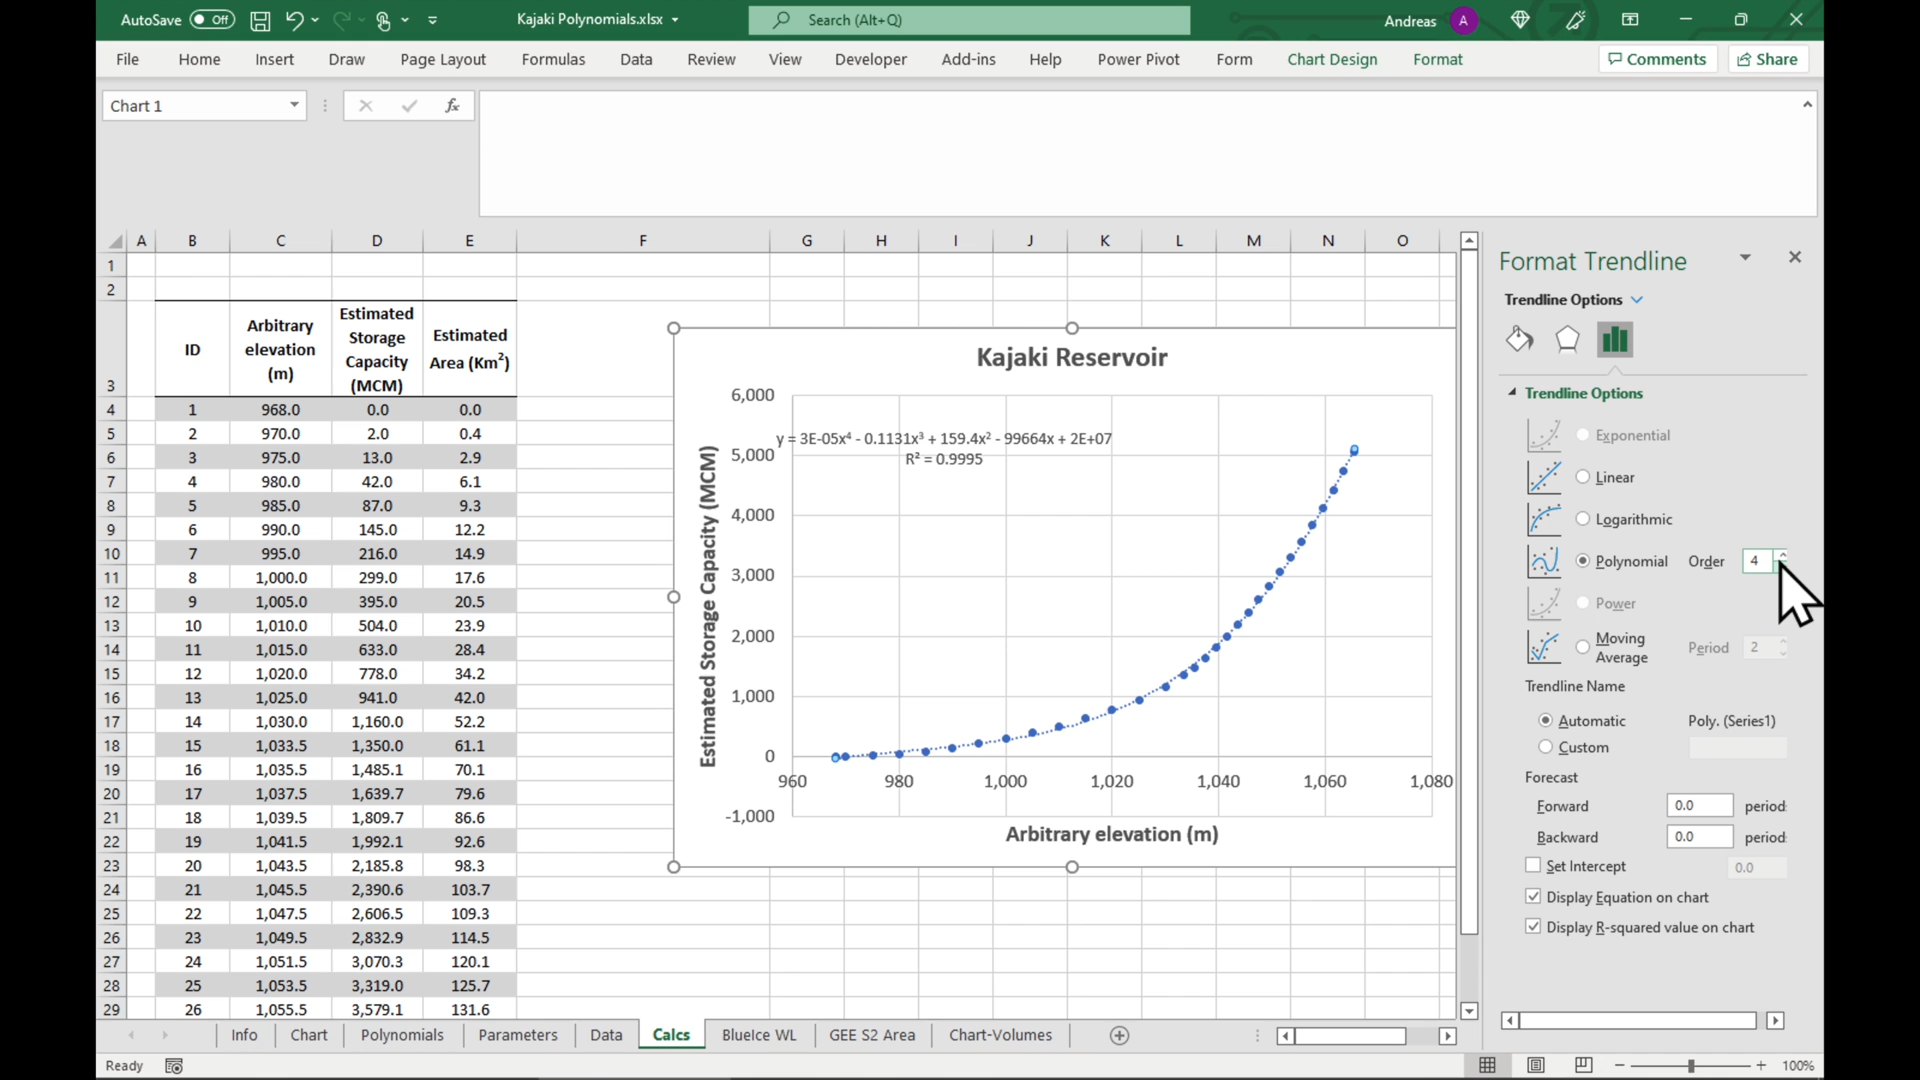 AutoSave Off Kajaki Polynomials.xlsx Search (Alt+Q) Andreas A
File Home Insert Draw Page Layout Formulas Data Review View Developer Add-ins Help Power Pivot Form Chart Design Format Comments Share
Chart 1 fx
A B C D E F G H I J K L M N O
1
2
3 ID Arbitrary elevation (m) Estimated Storage Capacity (MCM) Estimated Area (Km²)
4 1 968.0 0.0 0.0
5 2 970.0 2.0 0.4
6 3 975.0 13.0 2.9
7 4 980.0 42.0 6.1
8 5 985.0 87.0 9.3
9 6 990.0 145.0 12.2
10 7 995.0 216.0 14.9
11 8 1,000.0 299.0 17.6
12 9 1,005.0 395.0 20.5
13 10 1,010.0 504.0 23.9
14 11 1,015.0 633.0 28.4
15 12 1,020.0 778.0 34.2
16 13 1,025.0 941.0 42.0
17 14 1,030.0 1,160.0 52.2
18 15 1,033.5 1,350.0 61.1
19 16 1,035.5 1,485.1 70.1
20 17 1,037.5 1,639.7 79.6
21 18 1,039.5 1,809.7 86.6
22 19 1,041.5 1,992.1 92.6
23 20 1,043.5 2,185.8 98.3
24 21 1,045.5 2,390.6 103.7
25 22 1,047.5 2,606.5 109.3
26 23 1,049.5 2,832.9 114.5
27 24 1,051.5 3,070.3 120.1
28 25 1,053.5 3,319.0 125.7
29 26 1,055.5 3,579.1 131.6
Kajaki Reservoir
y = 3E-05x⁴ - 0.1131x³ + 159.4x² - 99664x + 2E+07
R² = 0.9995
Estimated Storage Capacity (MCM)
6,000
5,000
4,000
3,000
2,000
1,000
0
-1,000
960 980 1,000 1,020 1,040 1,060 1,080
Arbitrary elevation (m)
Format Trendline
Trendline Options
Trendline Options
Exponential
Linear
Logarithmic
Polynomial Order 4
Power
Moving Average Period 2
Trendline Name
Automatic Poly. (Series1)
Custom
Forecast
Forward 0.0 period
Backward 0.0 period
Set Intercept 0.0
Display Equation on chart
Display R-squared value on chart
Info Chart Polynomials Parameters Data Calcs BlueIce WL GEE S2 Area Chart-Volumes
Ready 100%